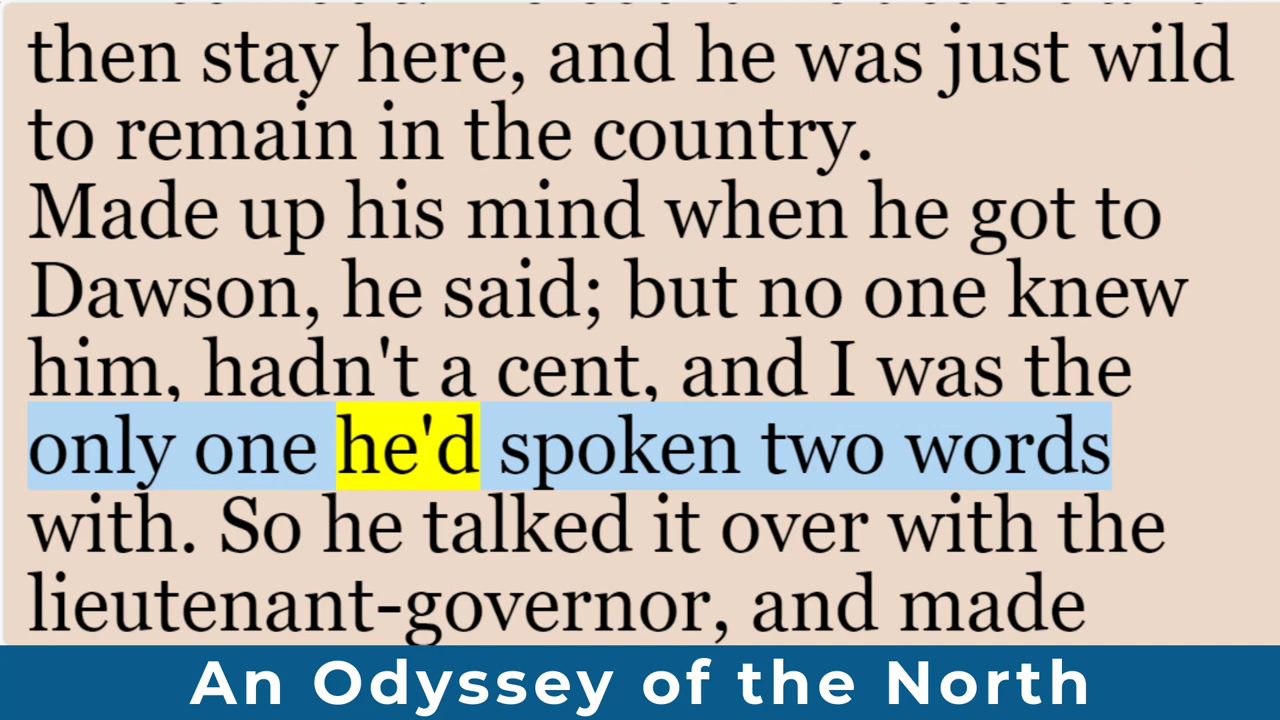 then stay here, and he was just wild
to remain in the country.
Made up his mind when he got to
Dawson, he said; but no one knew
him, hadn't a cent, and I was the
only one he'd spoken two words
with. So he talked it over with the
lieutenant-governor, and made
An Odyssey of the North